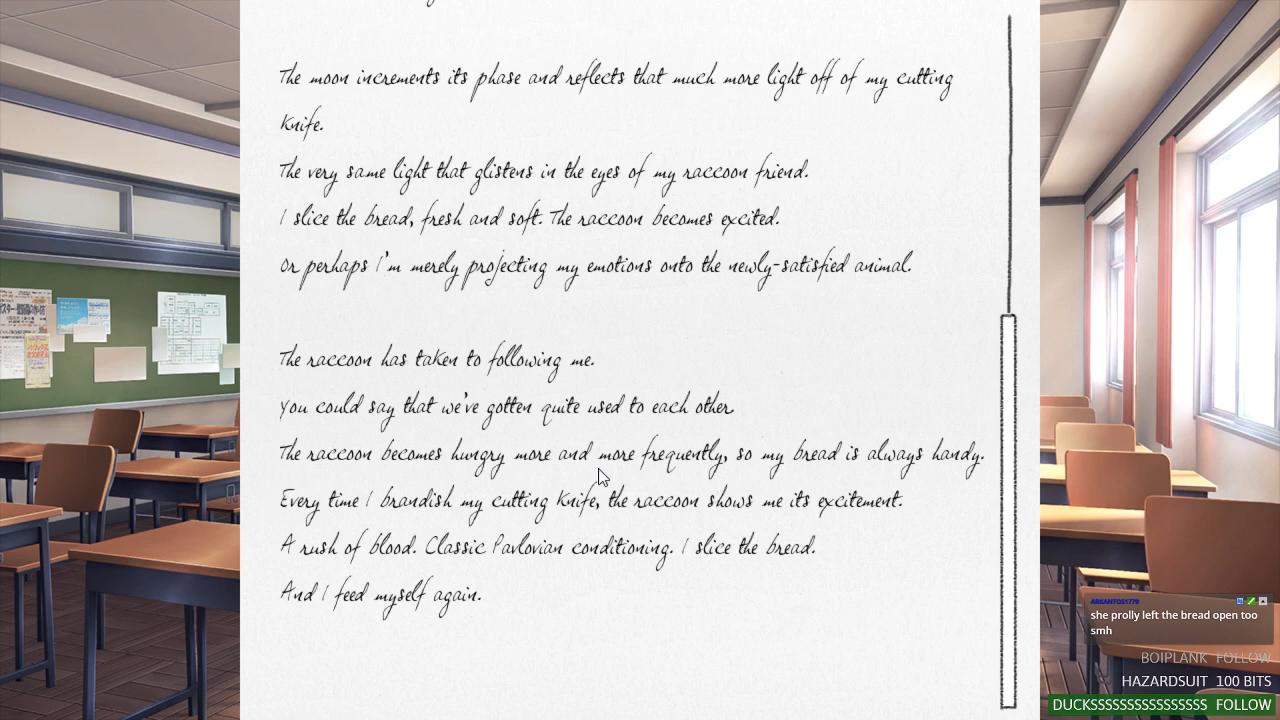 The moon increments its phase and reflects that much more light off of my cutting
knife.
The very same light that glistens in the eyes of my raccoon friend.
I slice the bread, fresh and soft. The raccoon becomes excited.
Or perhaps I'm merely projecting my emotions onto the newly-satisfied animal.
The raccoon has taken to following me.
You could say that we've gotten quite used to each other.
The raccoon becomes hungry more and more frequently, so my bread is always handy.
Every time I brandish my cutting knife, the raccoon shows me its excitement.
A rush of blood. Classic Pavlovian conditioning. I slice the bread.
And I feed myself again.
ARKANTOS1779
she prolly left the bread open too
smh
BOIPLANK FOLLOW
HAZARDSUIT 100 BITS
DUCKSSSSSSSSSSSSSSSS FOLLOW